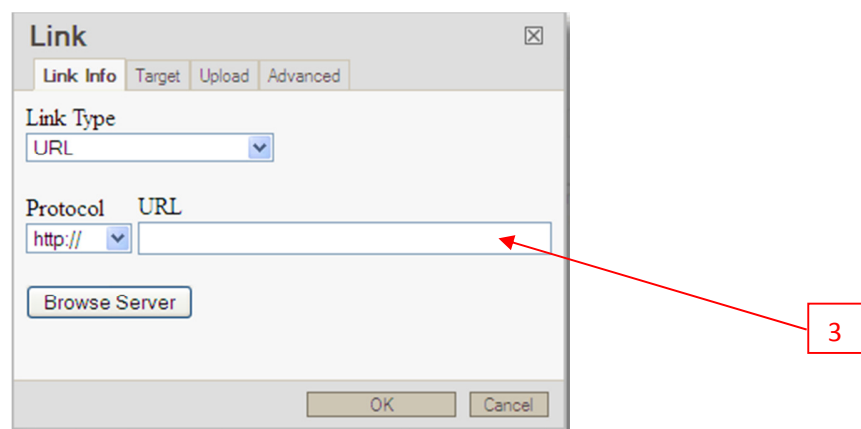 Link
Link Info Target Upload Advanced
Link Type
URL
Protocol URL
http://
Browse Server
3
OK Cancel